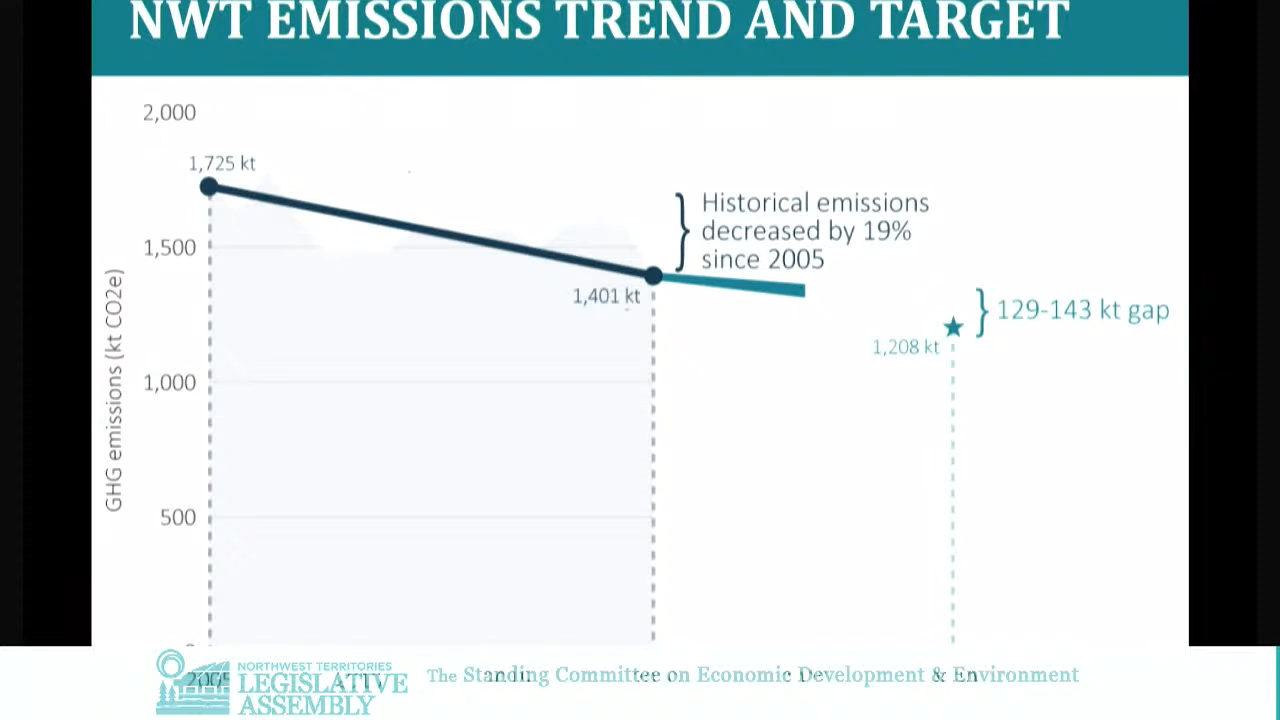 NWT EMISSIONS TREND AND TARGET
2,000
1,725 kt
Historical emissions
decreased by 19%
since 2005
1,500
1,401 kt
129-143 kt gap
1,208 kt
1,000
GHG emissions (kt CO2e)
500
2005
NORTHWEST TERRITORIES
LEGISLATIVE
ASSEMBLY
The Standing Committee on Economic Development & Environment